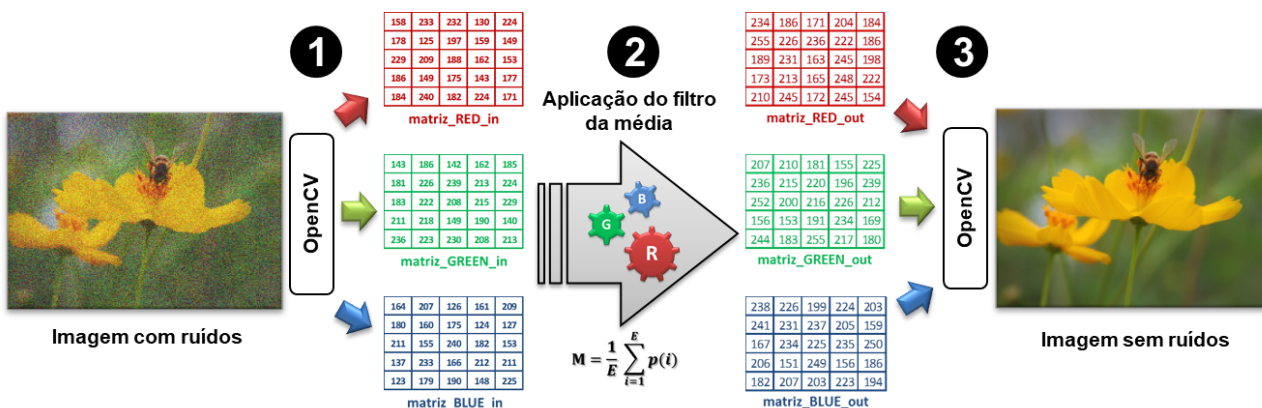 1
2
3
Imagem com ruídos
OpenCV
158 233 232 130 224
178 125 197 159 149
229 209 188 162 153
186 149 175 143 177
184 240 182 224 171
matriz_RED_in
143 186 142 162 185
181 226 239 213 224
183 222 208 215 229
211 218 149 190 140
236 223 230 208 213
matriz_GREEN_in
164 207 126 161 209
180 160 175 124 127
211 155 240 182 153
137 233 166 212 211
123 179 190 148 225
matriz_BLUE_in
Aplicação do filtro
da média
B
G
R
M = 1/E ∑ i=1 E p(i)
234 186 171 204 184
255 226 236 222 186
189 231 163 245 198
173 213 165 248 222
210 245 172 245 154
matriz_RED_out
207 210 181 155 225
236 215 220 196 239
252 200 216 226 212
156 153 191 234 169
244 183 255 217 180
matriz_GREEN_out
238 226 199 224 203
241 231 237 205 159
167 234 225 235 250
206 151 249 156 186
182 207 203 223 194
matriz_BLUE_out
OpenCV
Imagem sem ruídos